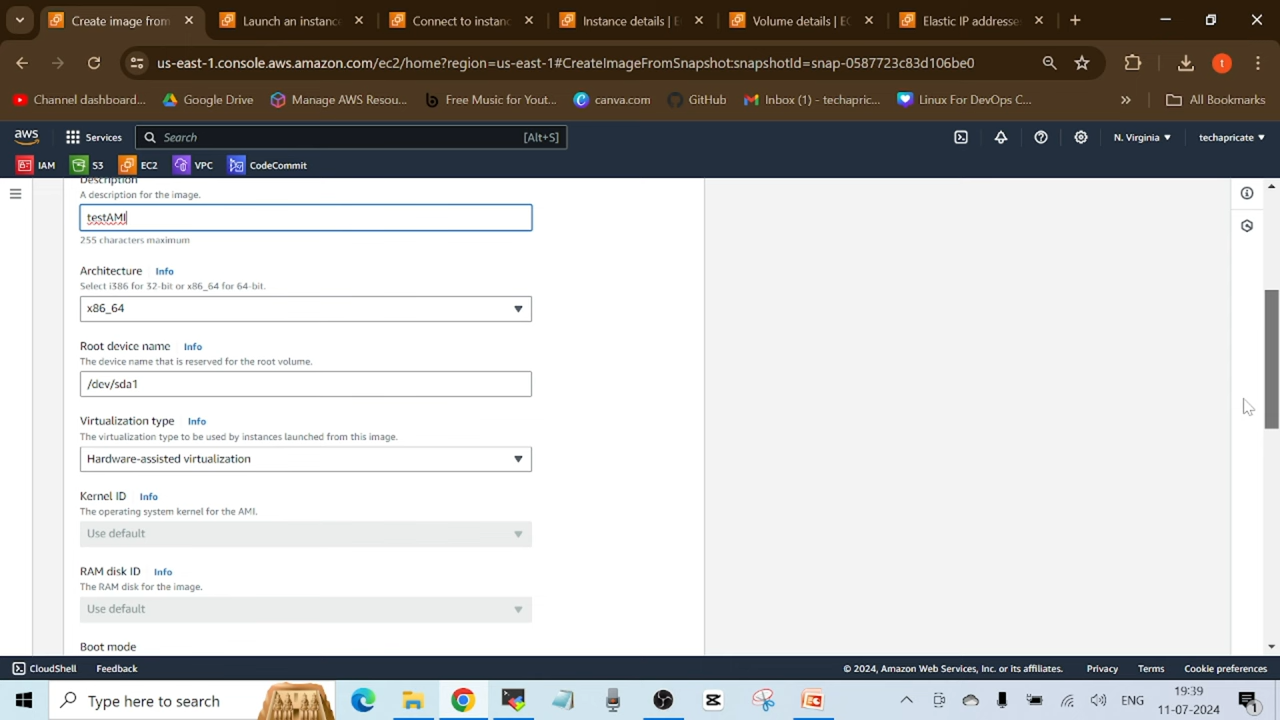 Create image from
Launch an instanc
Connect to instanc
Instance details | E
Volume details | EC
Elastic IP addresse
us-east-1.console.aws.amazon.com/ec2/home?region=us-east-1#CreateImageFromSnapshot:snapshotId=snap-0587723c83d106be0
t
Channel dashboard...
Google Drive
Manage AWS Resou...
Free Music for Yout...
canva.com
GitHub
Inbox (1) - techapric...
Linux For DevOps C...
»
All Bookmarks
aws
Services
Search
[Alt+S]
N. Virginia
techapricate
IAM
S3
EC2
VPC
CodeCommit
Description
A description for the image.
testAMI
255 characters maximum
Architecture Info
Select i386 for 32-bit or x86_64 for 64-bit.
x86_64
Root device name Info
The device name that is reserved for the root volume.
/dev/sda1
Virtualization type Info
The virtualization type to be used by instances launched from this image.
Hardware-assisted virtualization
Kernel ID Info
The operating system kernel for the AMI.
Use default
RAM disk ID Info
The RAM disk for the image.
Use default
Boot mode
CloudShell
Feedback
© 2024, Amazon Web Services, Inc. or its affiliates.
Privacy
Terms
Cookie preferences
Type here to search
ENG
19:39
11-07-2024
1